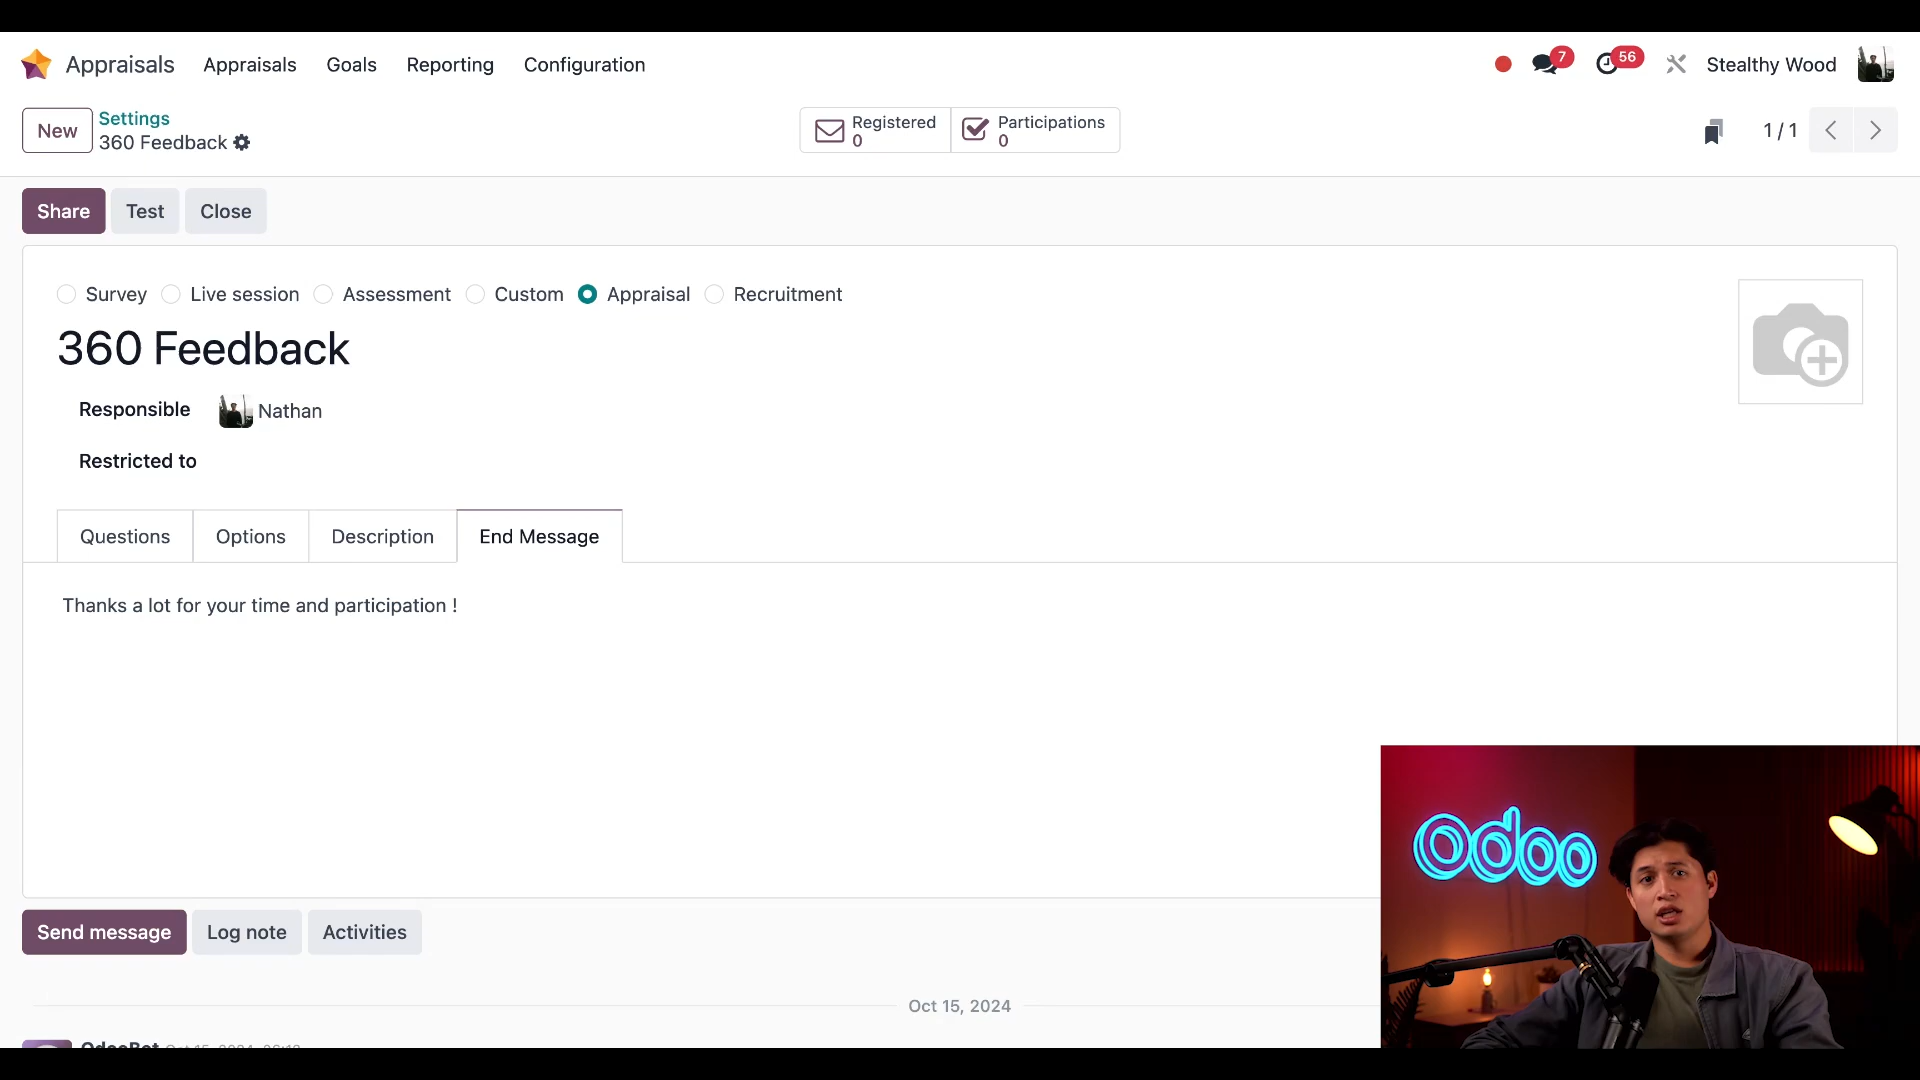 Appraisals Appraisals Goals Reporting Configuration 7 56 Stealthy Wood
New Settings Registered 0 Participations 0 1 / 1
360 Feedback
Share Test Close
Survey Live session Assessment Custom Appraisal Recruitment
360 Feedback
Responsible Nathan
Restricted to
Questions Options Description End Message
Thanks a lot for your time and participation !
odoo
Send message Log note Activities
Oct 15, 2024
OdooBot